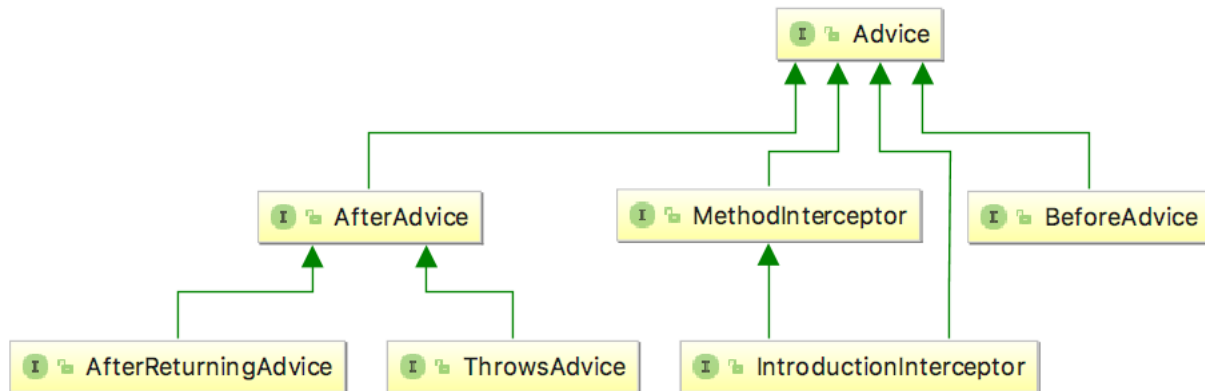 I Advice
I AfterAdvice
I MethodInterceptor
I BeforeAdvice
I AfterReturningAdvice
I ThrowsAdvice
I IntroductionInterceptor